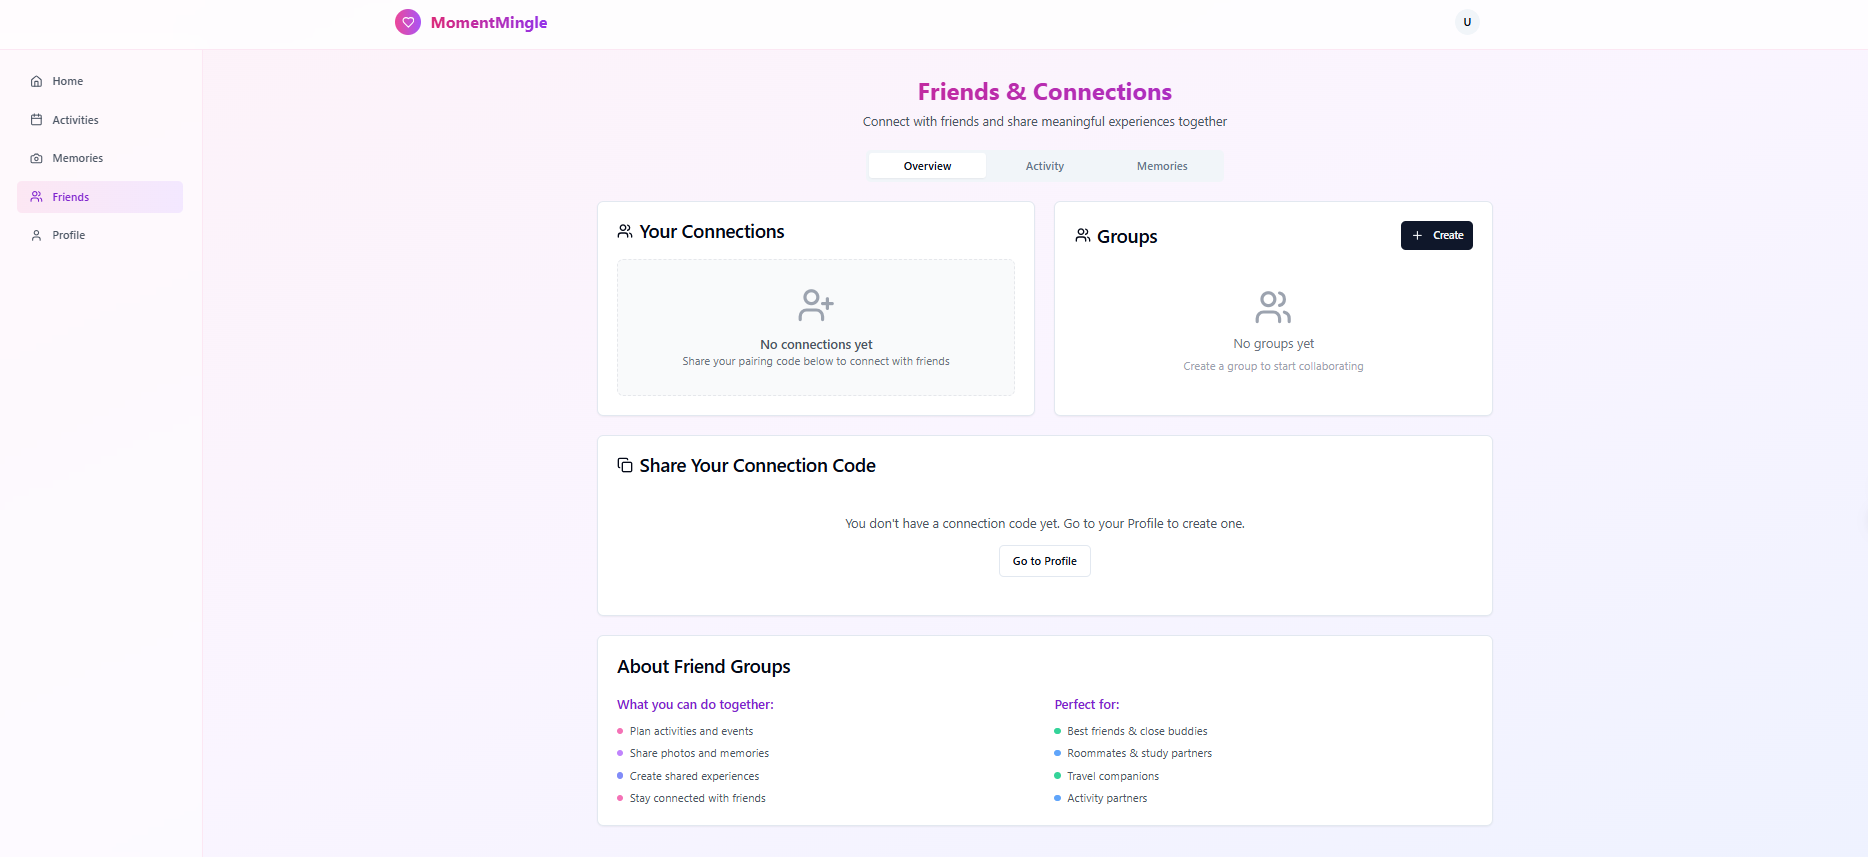 MomentMingle
U
Home
Activities
Memories
Friends
Profile
Friends & Connections
Connect with friends and share meaningful experiences together
Overview
Activity
Memories
Your Connections
No connections yet
Share your pairing code below to connect with friends
Groups
Create
No groups yet
Create a group to start collaborating
Share Your Connection Code
You don't have a connection code yet. Go to your Profile to create one.
Go to Profile
About Friend Groups
What you can do together:
Plan activities and events
Share photos and memories
Create shared experiences
Stay connected with friends
Perfect for:
Best friends & close buddies
Roommates & study partners
Travel companions
Activity partners